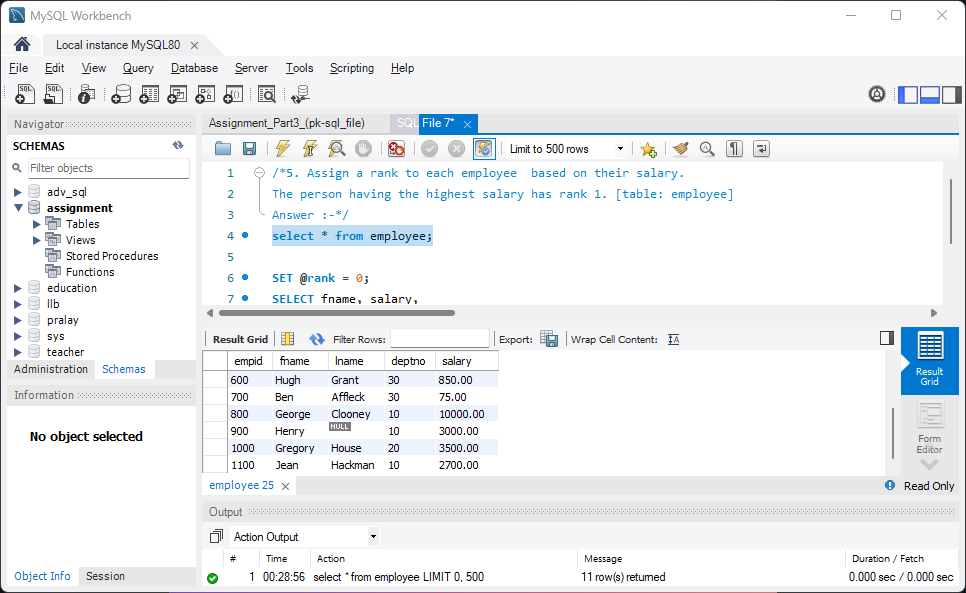 MySQL Workbench
Local instance MySQL80
File Edit View Query Database Server Tools Scripting Help
Navigator
SCHEMAS
Filter objects
adv_sql
assignment
Tables
Views
Stored Procedures
Functions
education
llb
pralay
sys
teacher
Administration Schemas
Information
No object selected
Object Info Session
Assignment_Part3_(pk-sql_file) SQL File 7*
Limit to 500 rows
1 /*5. Assign a rank to each employee  based on their salary.
2 The person having the highest salary has rank 1. [table: employee]
3 Answer :-*/
4 select * from employee;
5
6 SET @rank = 0;
7 SELECT fname, salary,
Result Grid Filter Rows: Export: Wrap Cell Content:
empid fname lname deptno salary
600 Hugh Grant 30 850.00
700 Ben Affleck 30 75.00
800 George Clooney 10 10000.00
900 Henry NULL 10 3000.00
1000 Gregory House 20 3500.00
1100 Jean Hackman 10 2700.00
Result
Grid
Form
Editor
employee 25
Read Only
Output
Action Output
# Time Action Message Duration / Fetch
1 00:28:56 select * from employee LIMIT 0, 500 11 row(s) returned 0.000 sec / 0.000 sec